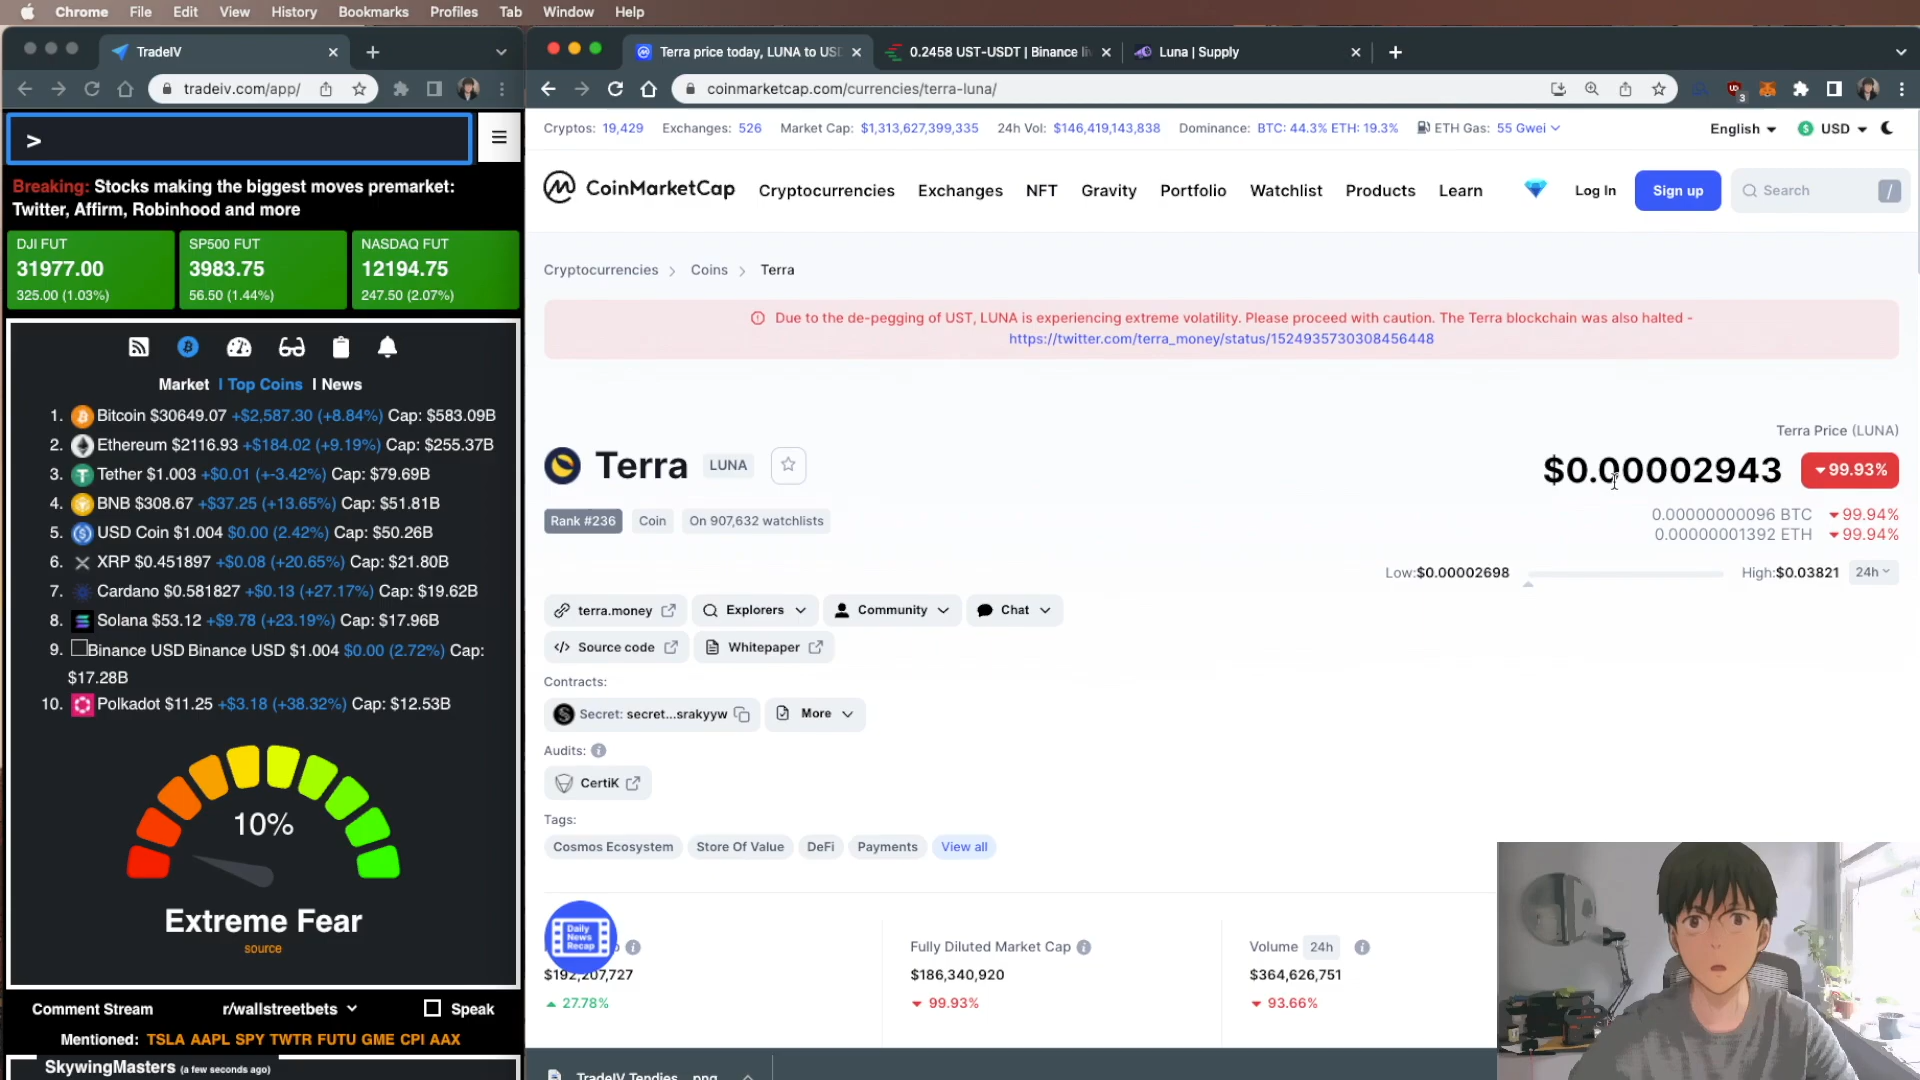 Chrome File Edit View History Bookmarks Profiles Tab Window Help
TradeIV
tradeiv.com/app/
>
Breaking: Stocks making the biggest moves premarket:
Twitter, Affirm, Robinhood and more
DJI FUT
31977.00
325.00 (1.03%)
SP500 FUT
3983.75
56.50 (1.44%)
NASDAQ FUT
12194.75
247.50 (2.07%)
Market | Top Coins | News
1. Bitcoin $30649.07 +$2,587.30 (+8.84%) Cap: $583.09B
2. Ethereum $2116.93 +$184.02 (+9.19%) Cap: $255.37B
3. Tether $1.003 +$0.01 (+-3.42%) Cap: $79.69B
4. BNB $308.67 +$37.25 (+13.65%) Cap: $51.81B
5. USD Coin $1.004 $0.00 (2.42%) Cap: $50.26B
6. XRP $0.451897 +$0.08 (+20.65%) Cap: $21.80B
7. Cardano $0.581827 +$0.13 (+27.17%) Cap: $19.62B
8. Solana $53.12 +$9.78 (+23.19%) Cap: $17.96B
9. Binance USD Binance USD $1.004 $0.00 (2.72%) Cap:
$17.28B
10. Polkadot $11.25 +$3.18 (+38.32%) Cap: $12.53B
10%
Extreme Fear
source
Comment Stream r/wallstreetbets Speak
Mentioned: TSLA AAPL SPY TWTR FUTU GME CPI AAX
SkywingMasters (a few seconds ago)
Terra price today, LUNA to USD
0.2458 UST-USDT | Binance li
Luna | Supply
coinmarketcap.com/currencies/terra-luna/
3
Cryptos: 19,429 Exchanges: 526 Market Cap: $1,313,627,399,335 24h Vol: $146,419,143,838 Dominance: BTC: 44.3% ETH: 19.3% ETH Gas: 55 Gwei English USD
CoinMarketCap Cryptocurrencies Exchanges NFT Gravity Portfolio Watchlist Products Learn Log In Sign up Search /
Cryptocurrencies > Coins > Terra
Due to the de-pegging of UST, LUNA is experiencing extreme volatility. Please proceed with caution. The Terra blockchain was also halted -
https://twitter.com/terra_money/status/1524935730308456448
Terra Price (LUNA)
Terra LUNA
$0.00002943 99.93%
Rank #236 Coin On 907,632 watchlists
0.00000000096 BTC 99.94%
0.00000001392 ETH 99.94%
Low:$0.00002698 High:$0.03821 24h
terra.money Explorers Community Chat
Source code Whitepaper
Contracts:
Secret: secret...srakyyw More
Audits:
CertiK
Tags:
Cosmos Ecosystem Store Of Value DeFi Payments View all
Daily
News
Recap
$192,207,727
27.78%
Fully Diluted Market Cap
$186,340,920
99.93%
Volume 24h
$364,626,751
93.66%
TradeIV Tendies png